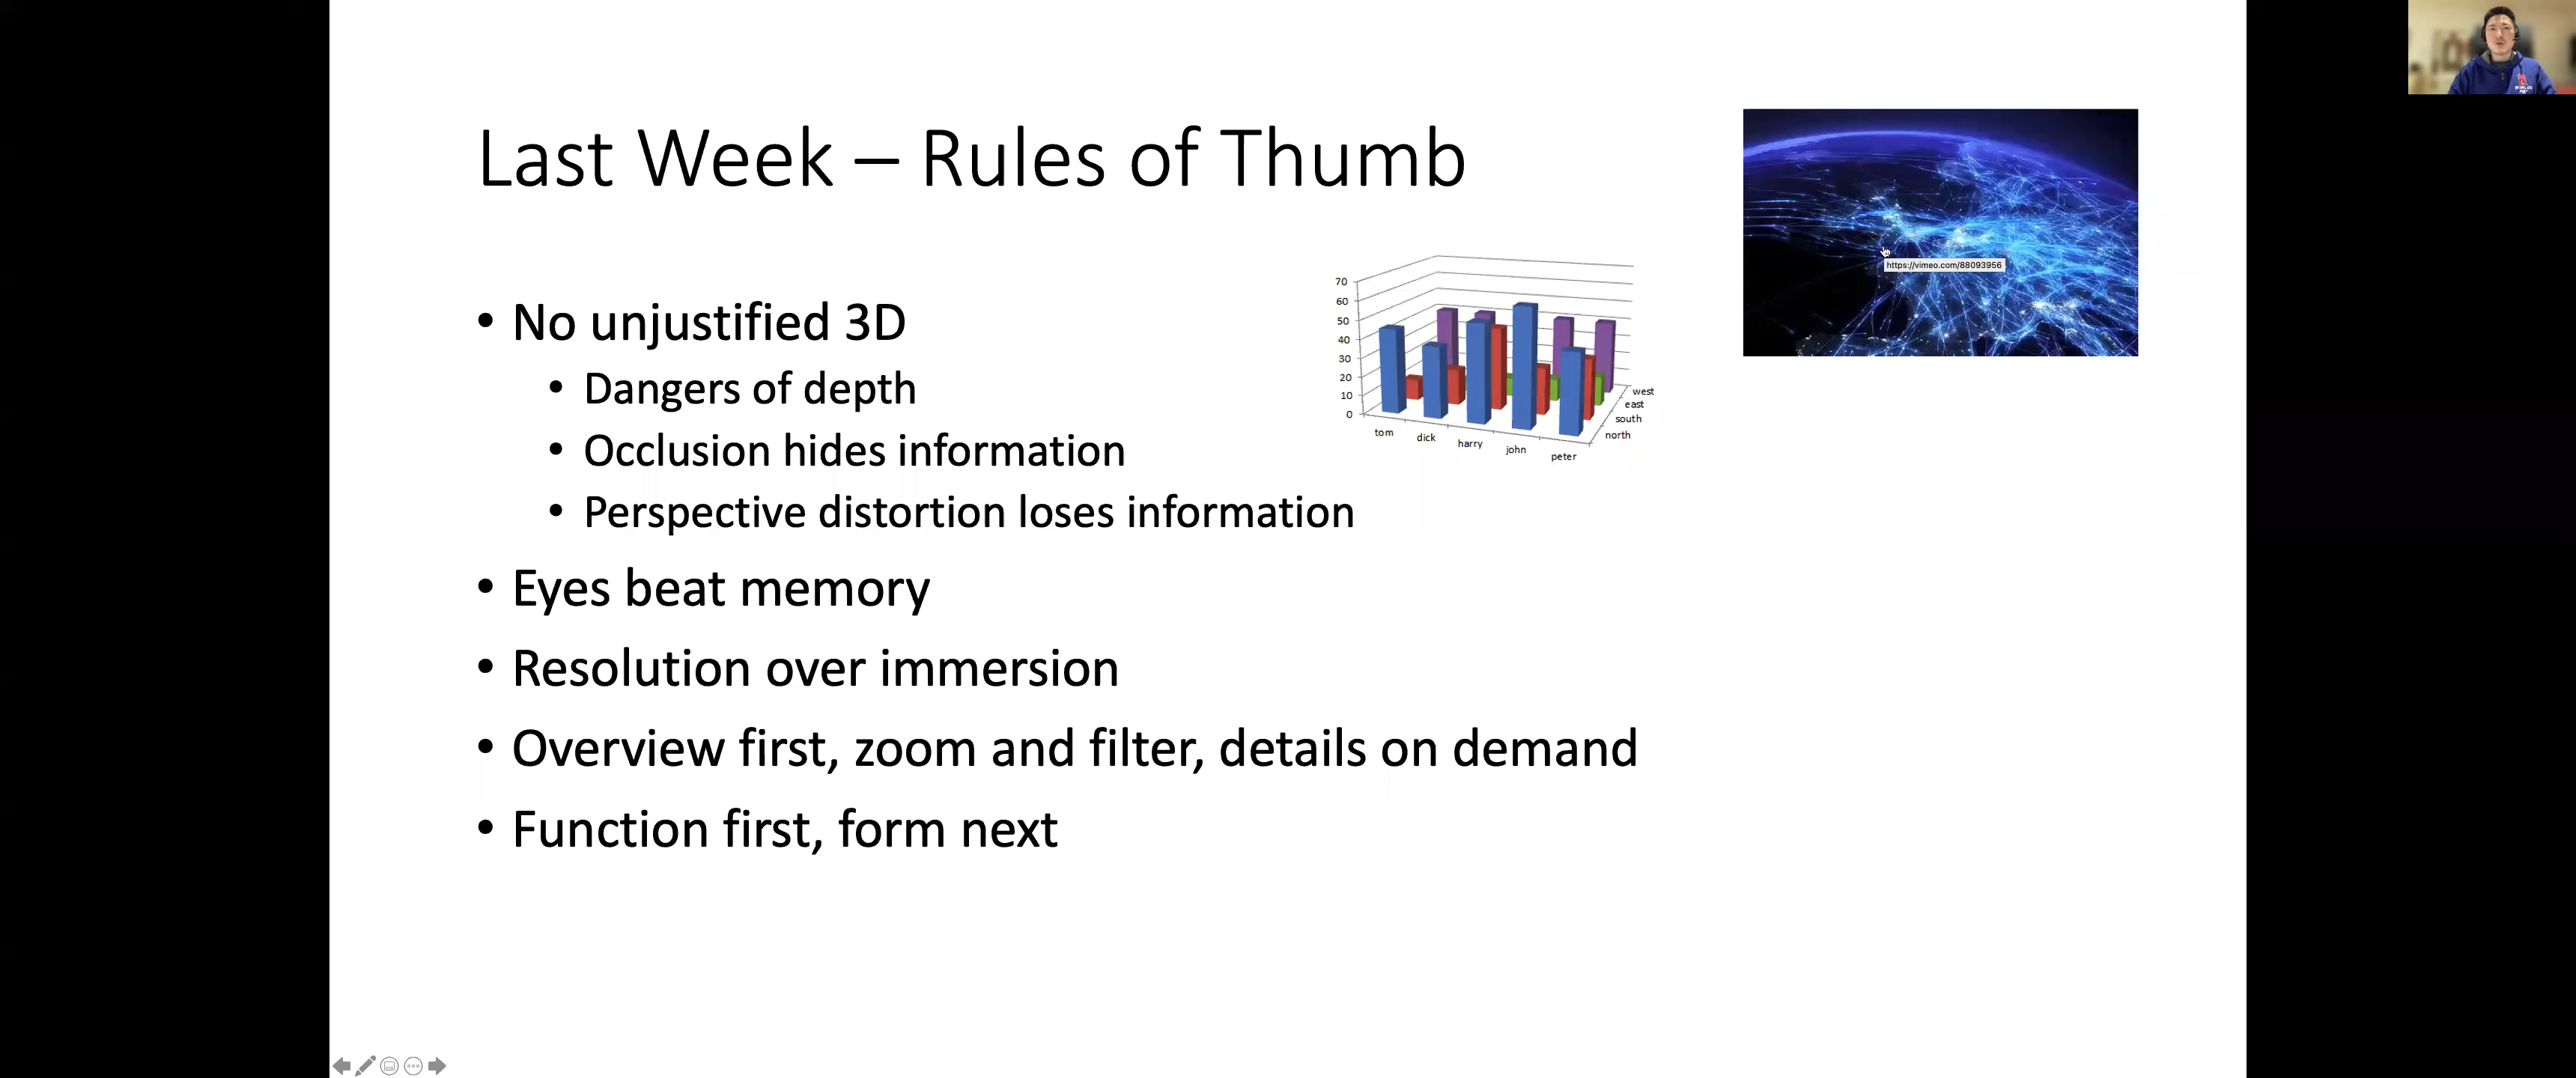 Last Week – Rules of Thumb
https://vimeo.com/88093956
• No unjustified 3D
• Dangers of depth
• Occlusion hides information
• Perspective distortion loses information
70
60
50
40
30
20
10
0
west
east
south
north
tom
dick
harry
john
peter
• Eyes beat memory
• Resolution over immersion
• Overview first, zoom and filter, details on demand
• Function first, form next